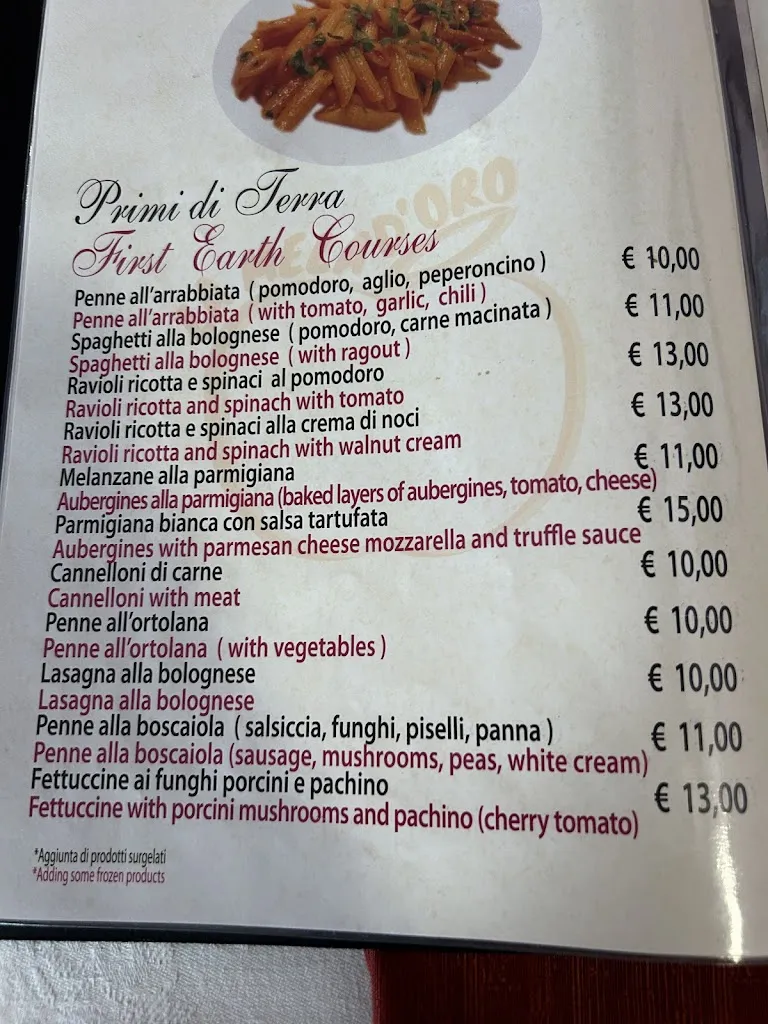 Primi di Terra
First Earth Courses
Penne all'arrabbiata ( pomodoro, aglio, peperoncino ) € 10,00
Penne all'arrabbiata ( with tomato, garlic, chili )
Spaghetti alla bolognese ( pomodoro, carne macinata ) € 11,00
Spaghetti alla bolognese ( with ragout )
Ravioli ricotta e spinaci al pomodoro € 13,00
Ravioli ricotta and spinach with tomato
Ravioli ricotta e spinaci alla crema di noci € 13,00
Ravioli ricotta and spinach with walnut cream
Melanzane alla parmigiana € 11,00
Aubergines alla parmigiana (baked layers of aubergines, tomato, cheese)
Parmigiana bianca con salsa tartufata € 15,00
Aubergines with parmesan cheese mozzarella and truffle sauce
Cannelloni di carne € 10,00
Cannelloni with meat
Penne all'ortolana € 10,00
Penne all'ortolana ( with vegetables )
Lasagna alla bolognese € 10,00
Lasagna alla bolognese
Penne alla boscaiola ( salsiccia, funghi, piselli, panna ) € 11,00
Penne alla boscaiola (sausage, mushrooms, peas, white cream)
Fettuccine ai funghi porcini e pachino € 13,00
Fettuccine with porcini mushrooms and pachino (cherry tomato)
*Aggiunta di prodotti surgelati
*Adding some frozen products
D'ORO